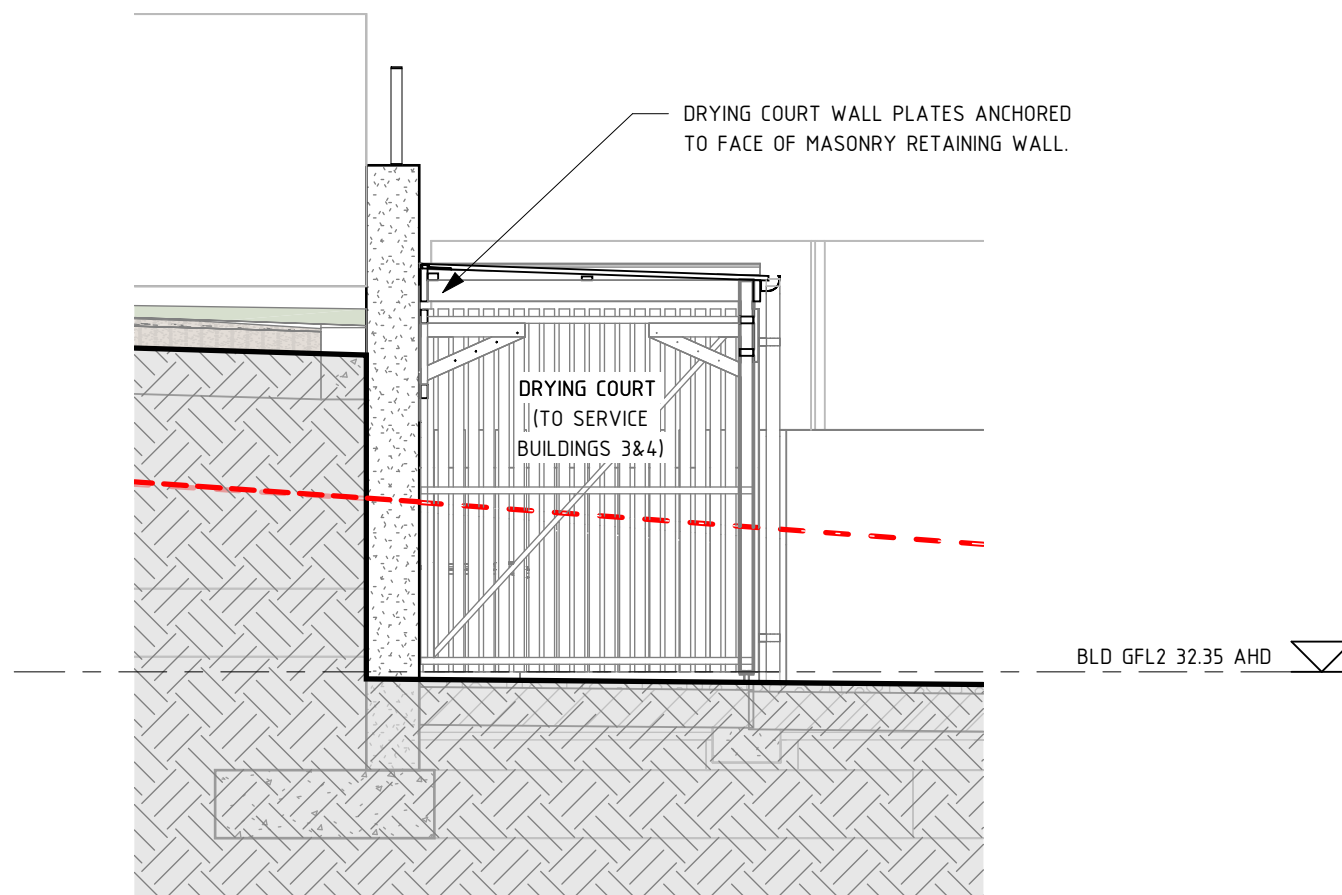 DRYING COURT WALL PLATES ANCHORED
TO FACE OF MASONRY RETAINING WALL.
DRYING COURT
(TO SERVICE
BUILDINGS 3&4)
BLD GFL2 32.35 AHD